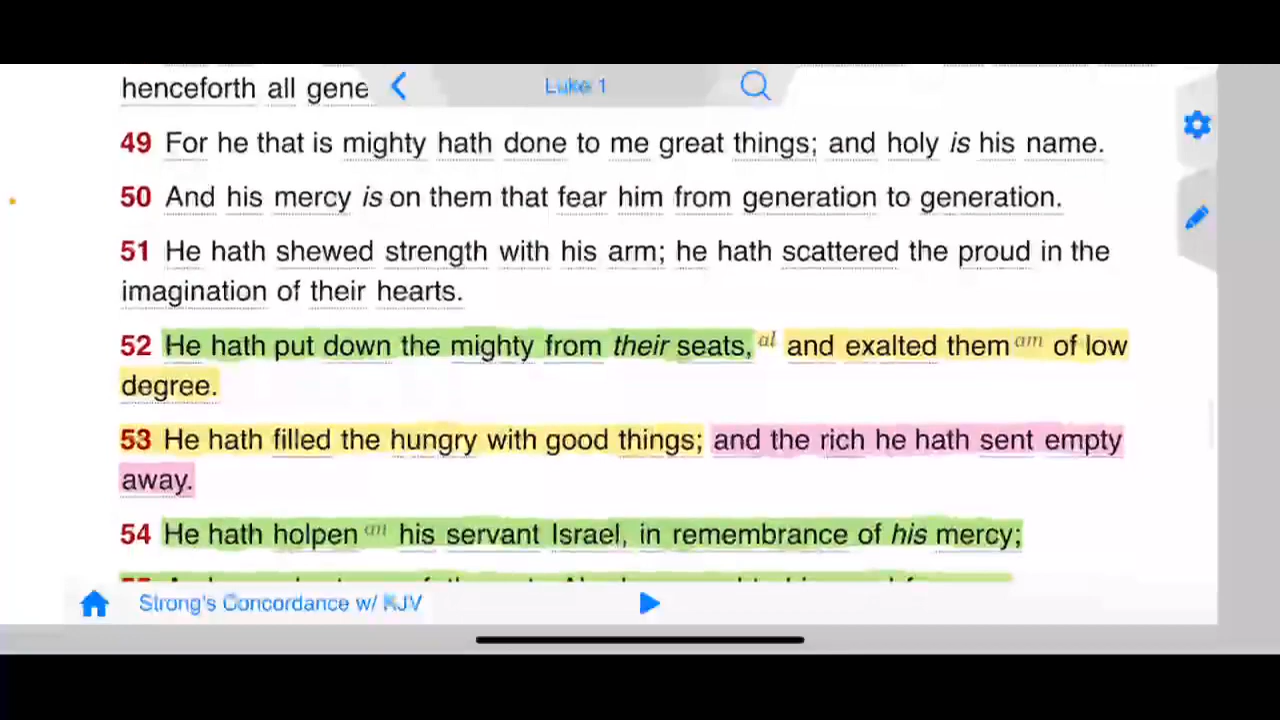 henceforth all gene
Luke 1
49 For he that is mighty hath done to me great things; and holy is his name.
50 And his mercy is on them that fear him from generation to generation.
51 He hath shewed strength with his arm; he hath scattered the proud in the
imagination of their hearts.
52 He hath put down the mighty from their seats, al and exalted them am of low
degree.
53 He hath filled the hungry with good things; and the rich he hath sent empty
away.
54 He hath holpen an his servant Israel, in remembrance of his mercy;
Strong's Concordance w/ KJV